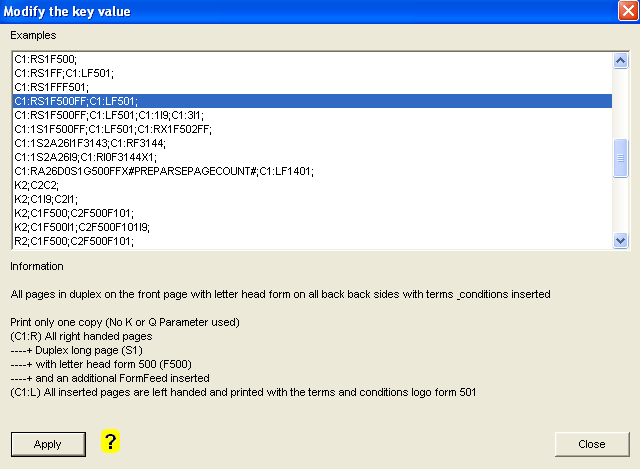 Modify the key value
Examples
C1:RS1F500;
C1:RS1FF;C1:LF501;
C1:RS1FFF501;
C1:RS1F500FF;C1:LF501;
C1:RS1F500FF;C1:LF501;C1:1I9;C1:3I1;
C1:1S1F500FF;C1:LF501;C1:RX1F502FF;
C1:1S2A26I1F3143;C1:RF3144;
C1:1S2A26I9;C1:RI0F3144X1;
C1:RA26D0S1G500FFX#PREPARSEPAGECOUNT#;C1:LF1401;
K2;C2C2;
K2;C1I9;C2I1;
K2;C1F500;C2F500F101;
K2;C1F500I1;C2F500F101I9;
R2;C1F500;C2F500F101;
Information
All pages in duplex on the front page with letter head form on all back back sides with terms _conditions inserted
Print only one copy (No K or Q Parameter used)
(C1:R) All right handed pages
----+ Duplex long page (S1)
----+ with letter head form 500 (F500)
----+ and an additional FormFeed inserted
(C1:L) All inserted pages are left handed and printed with the terms and conditions logo form 501
Apply
?
Close